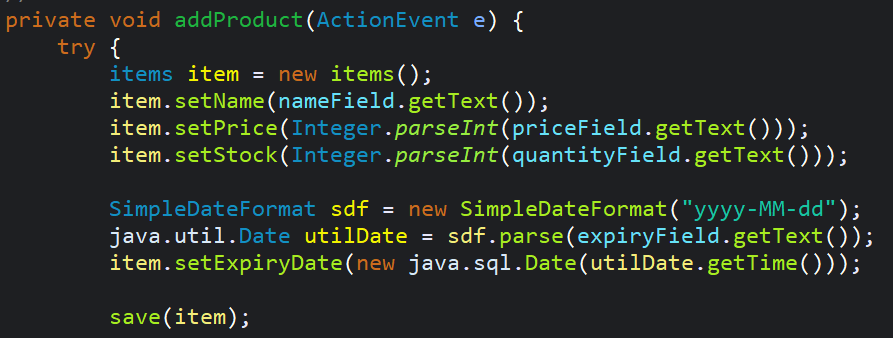 private void addProduct(ActionEvent e) {
try {
items item = new items();
item.setName(nameField.getText());
item.setPrice(Integer.parseInt(priceField.getText()));
item.setStock(Integer.parseInt(quantityField.getText()));
SimpleDateFormat sdf = new SimpleDateFormat("yyyy-MM-dd");
java.util.Date utilDate = sdf.parse(expiryField.getText());
item.setExpiryDate(new java.sql.Date(utilDate.getTime()));
save(item);